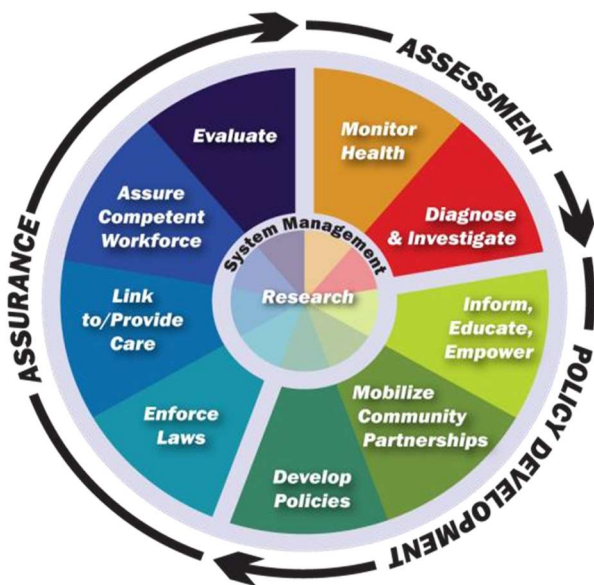 ASSESSMENT
Monitor
Health
Diagnose
& Investigate
POLICY DEVELOPMENT
Inform,
Educate,
Empower
Mobilize
Community
Partnerships
Develop
Policies
ASSURANCE
Enforce
Laws
Link
to/Provide
Care
Assure
Competent
Workforce
Evaluate
System Management
Research